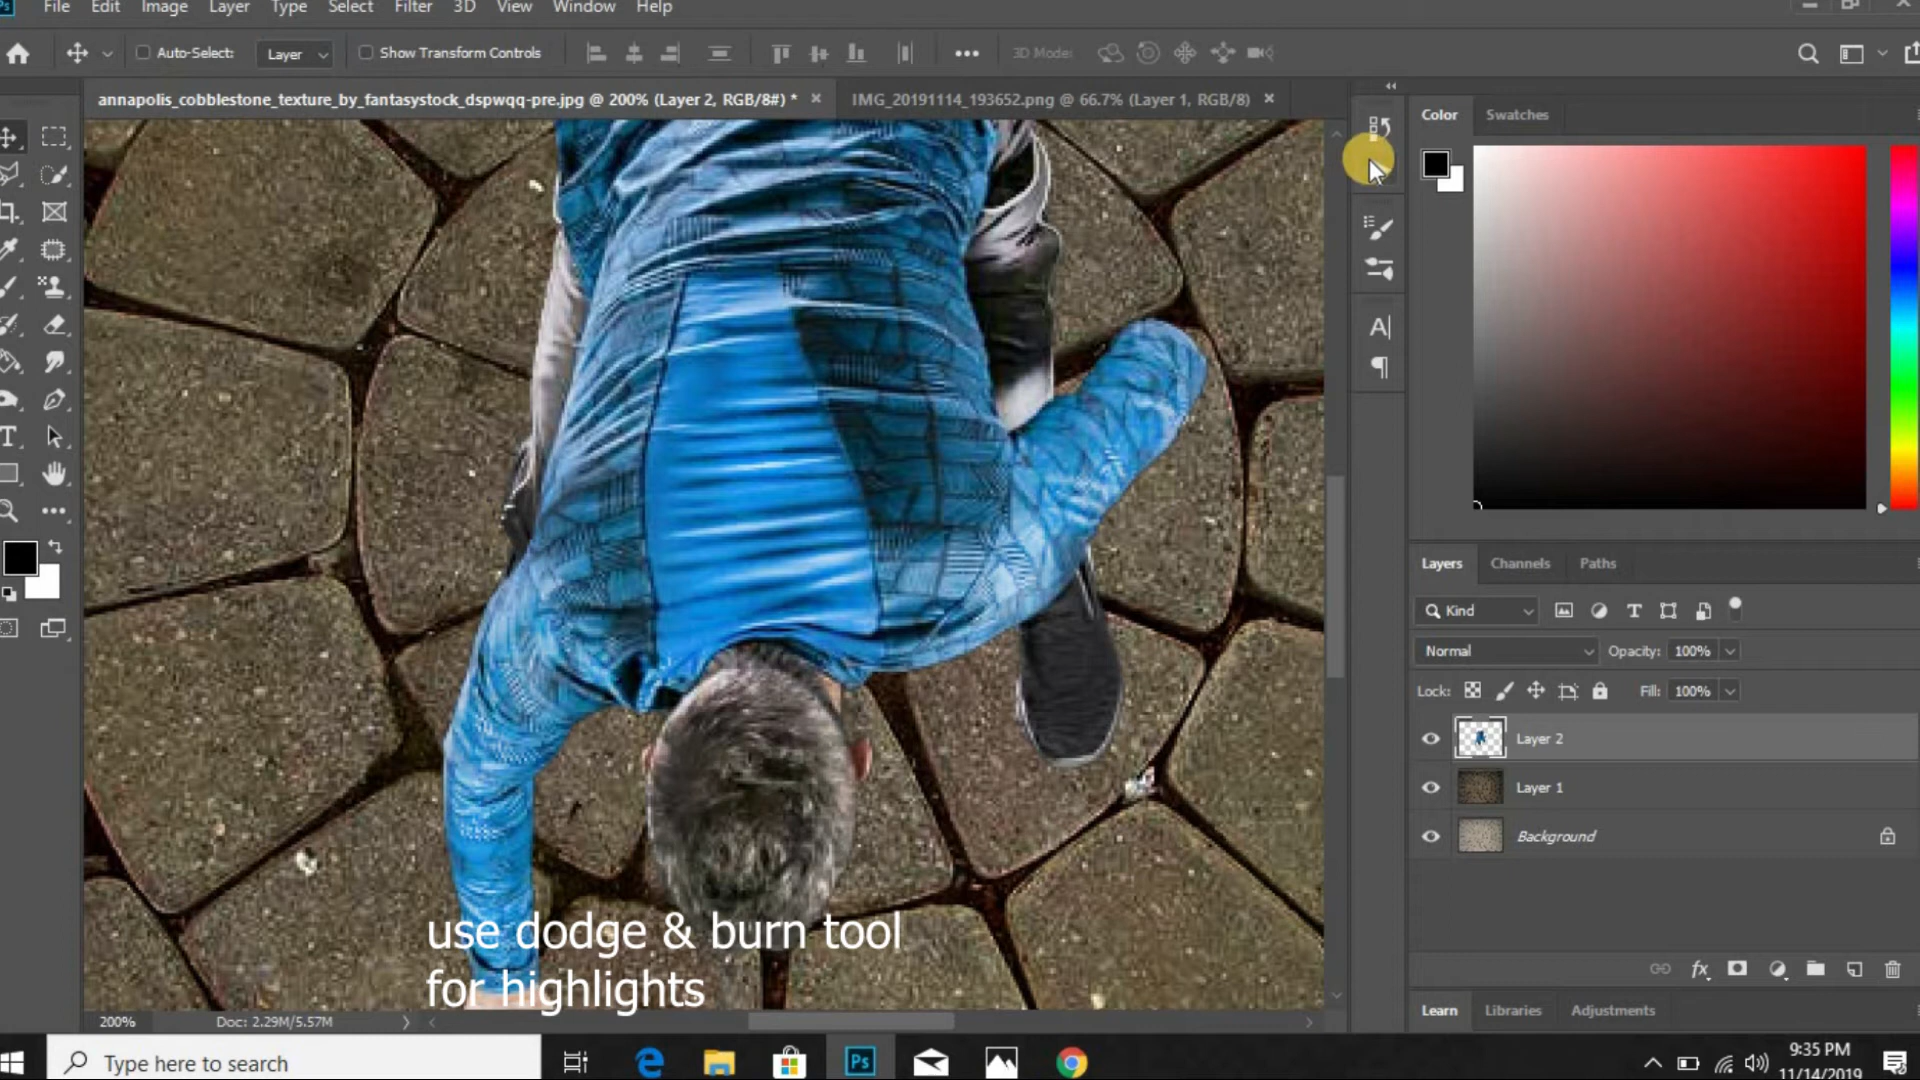 Ps File Edit Image Layer Type Select Filter 3D View Window Help
Auto-Select: Layer Show Transform Controls 3D Mode:
annapolis_cobblestone_texture_by_fantasystock_dspwqq-pre.jpg @ 200% (Layer 2, RGB/8#) * × IMG_20191114_193652.png @ 66.7% (Layer 1, RGB/8) ×
Color Swatches
Layers Channels Paths
Kind
Normal Opacity: 100%
Lock: Fill: 100%
Layer 2
Layer 1
Background
use dodge & burn tool
for highlights
fx
Learn Libraries Adjustments
200% Doc: 2.29M/5.57M
Type here to search
Ps
9:35 PM
11/14/2019